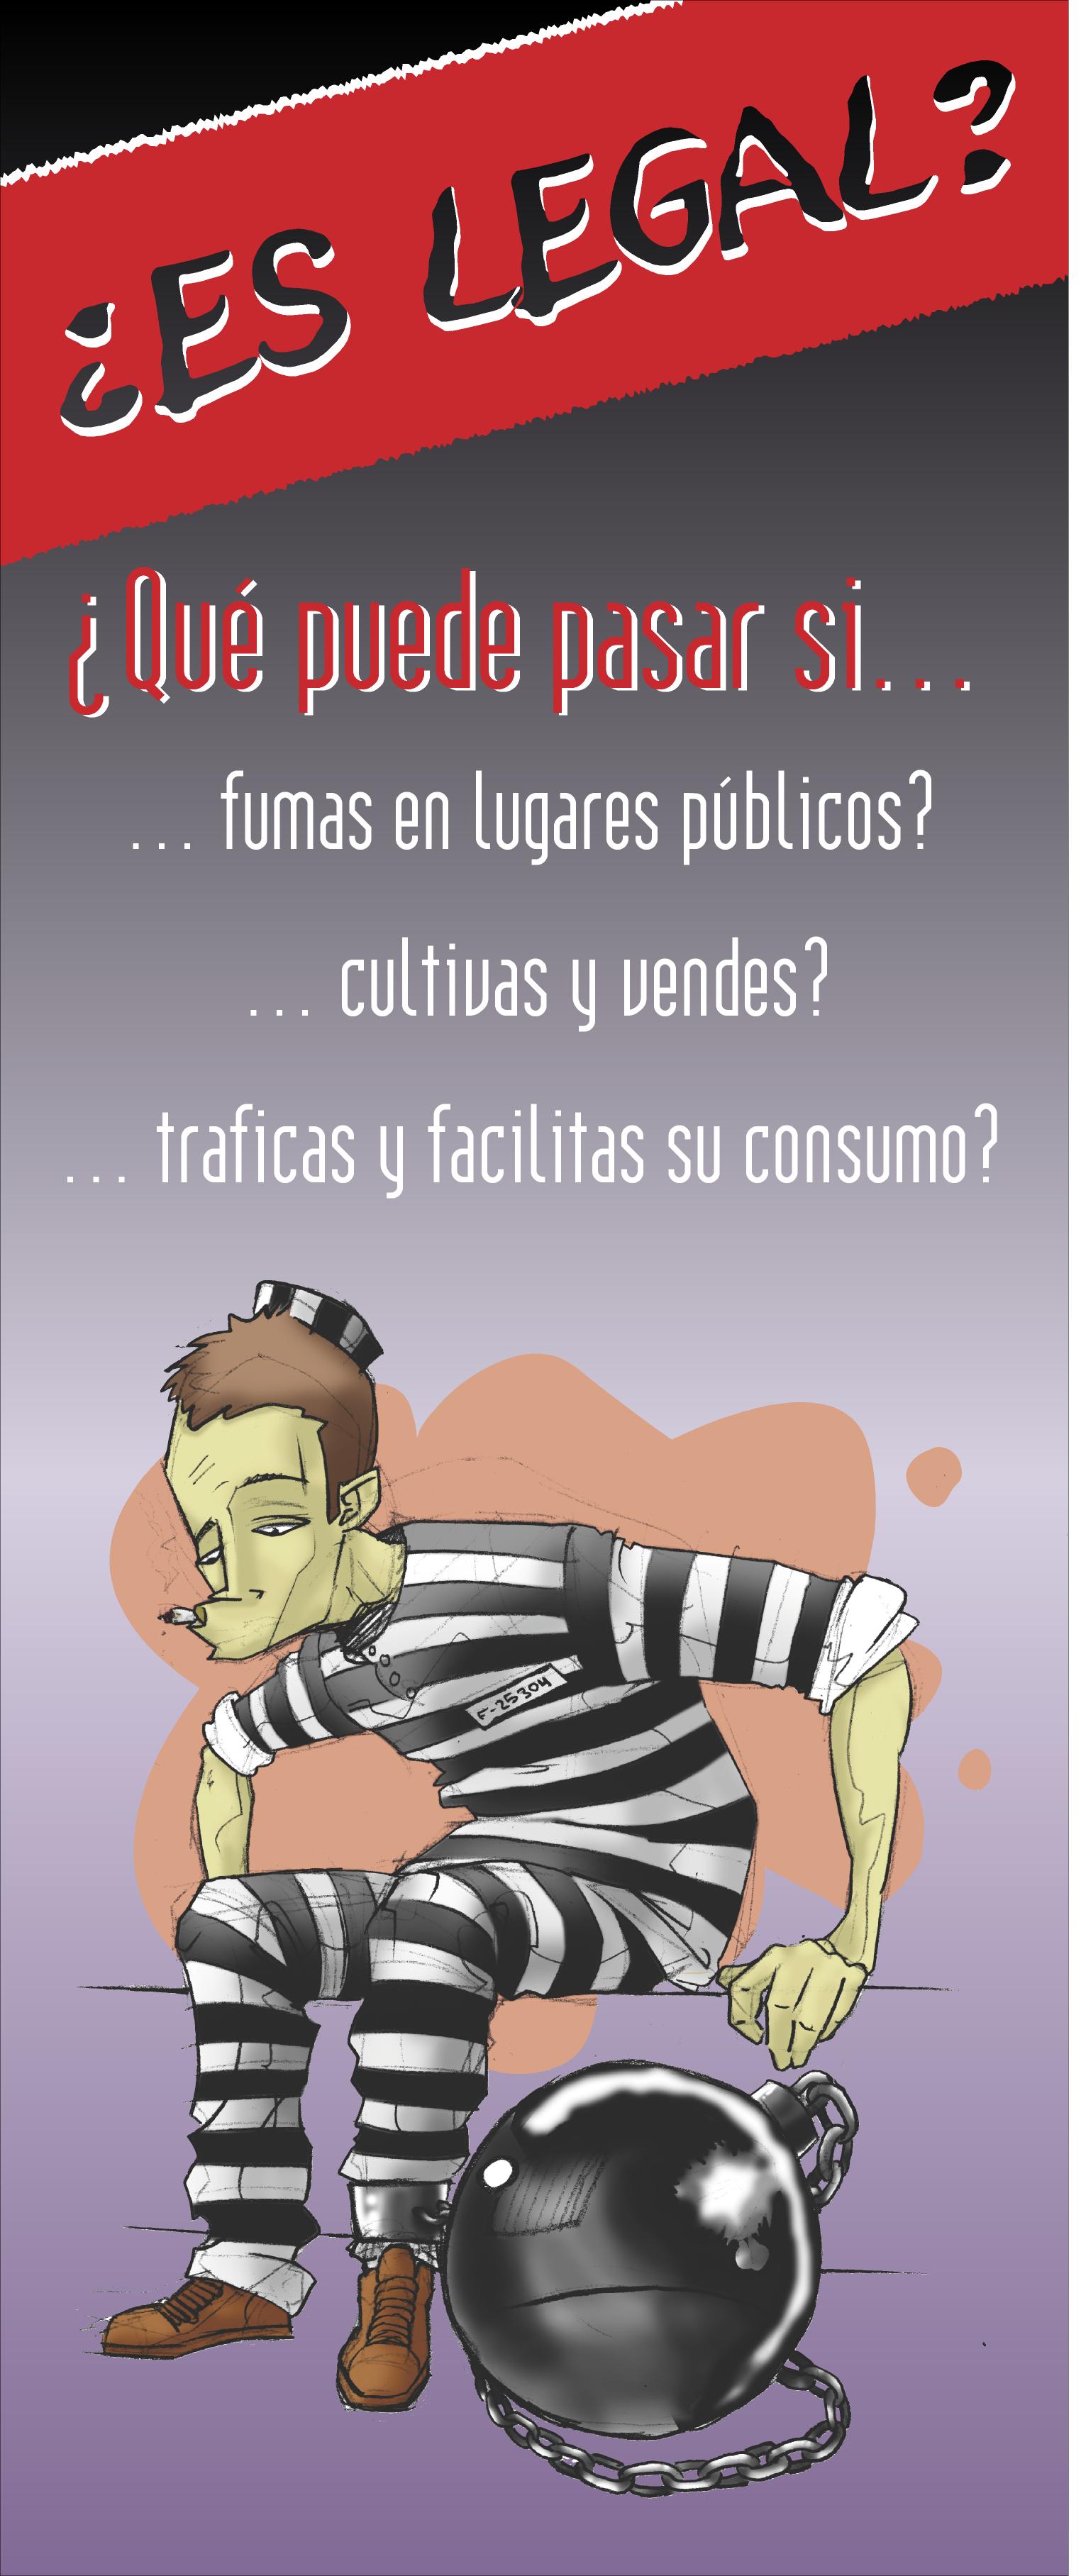 ¿ES LEGAL?
¿Qué puede pasar si...
... fumas en lugares públicos?
... cultivas y vendes?
... traficas y facilitas su consumo?
F-25304